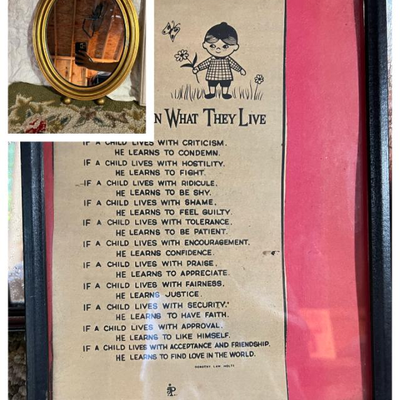 n What They Live
IF A CHILD LIVES WITH CRITICISM,
HE LEARNS TO CONDEMN.
IF A CHILD LIVES WITH HOSTILITY,
HE LEARNS TO FIGHT.
IF A CHILD LIVES WITH RIDICULE,
HE LEARNS TO BE SHY.
IF A CHILD LIVES WITH SHAME,
HE LEARNS TO FEEL GUILTY.
IF A CHILD LIVES WITH TOLERANCE,
HE LEARNS TO BE PATIENT.
IF A CHILD LIVES WITH ENCOURAGEMENT,
HE LEARNS CONFIDENCE.
IF A CHILD LIVES WITH PRAISE,
HE LEARNS TO APPRECIATE.
IF A CHILD LIVES WITH FAIRNESS,
HE LEARNS JUSTICE.
IF A CHILD LIVES WITH SECURITY,
HE LEARNS TO HAVE FAITH.
IF A CHILD LIVES WITH APPROVAL,
HE LEARNS TO LIKE HIMSELF.
IF A CHILD LIVES WITH ACCEPTANCE AND FRIENDSHIP,
HE LEARNS TO FIND LOVE IN THE WORLD.
DOROTHY LAW NOLTE